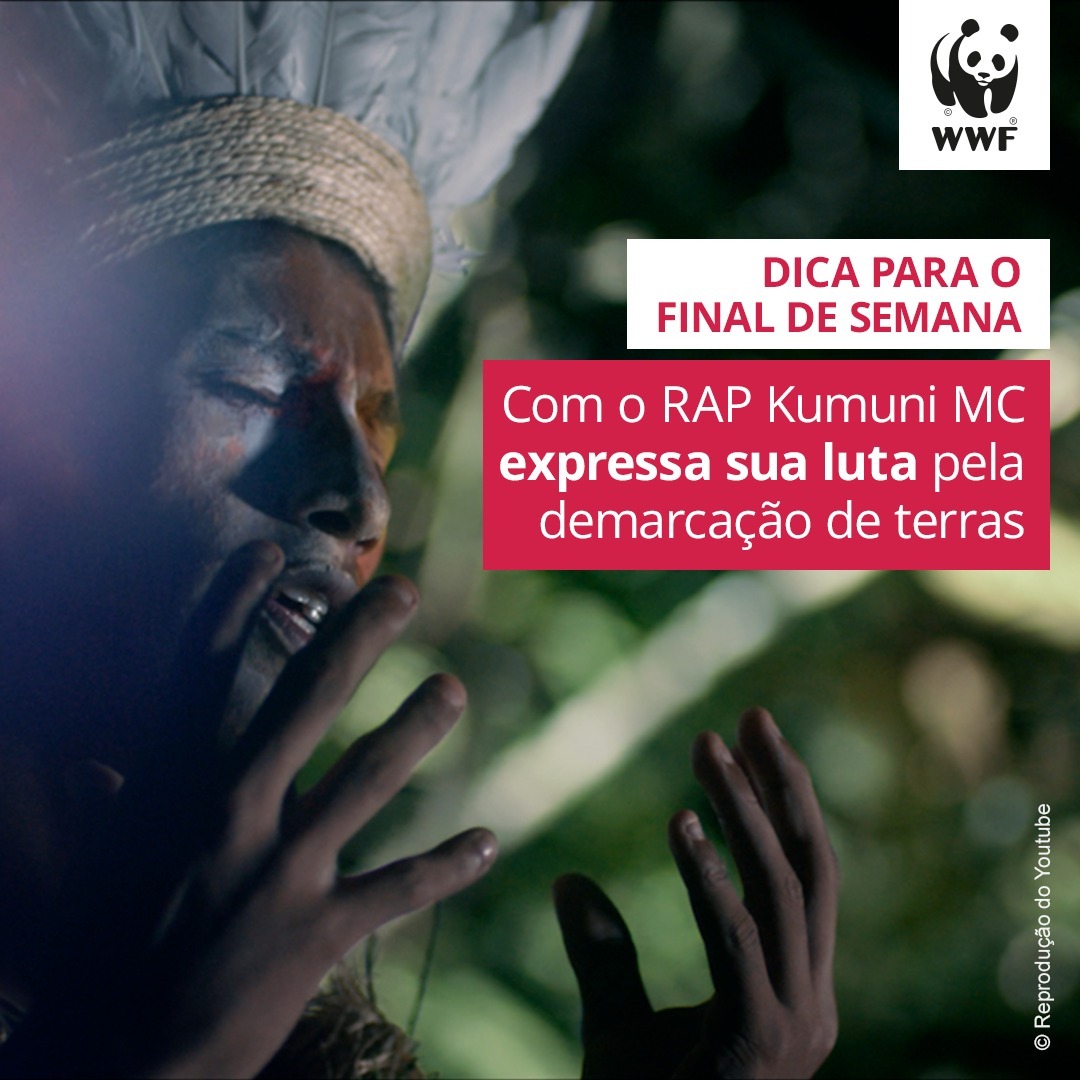 WWF
DICA PARA O
FINAL DE SEMANA
Com o RAP Kumuni MC
expressa sua luta pela
demarcação de terras
© Reprodução do Youtube